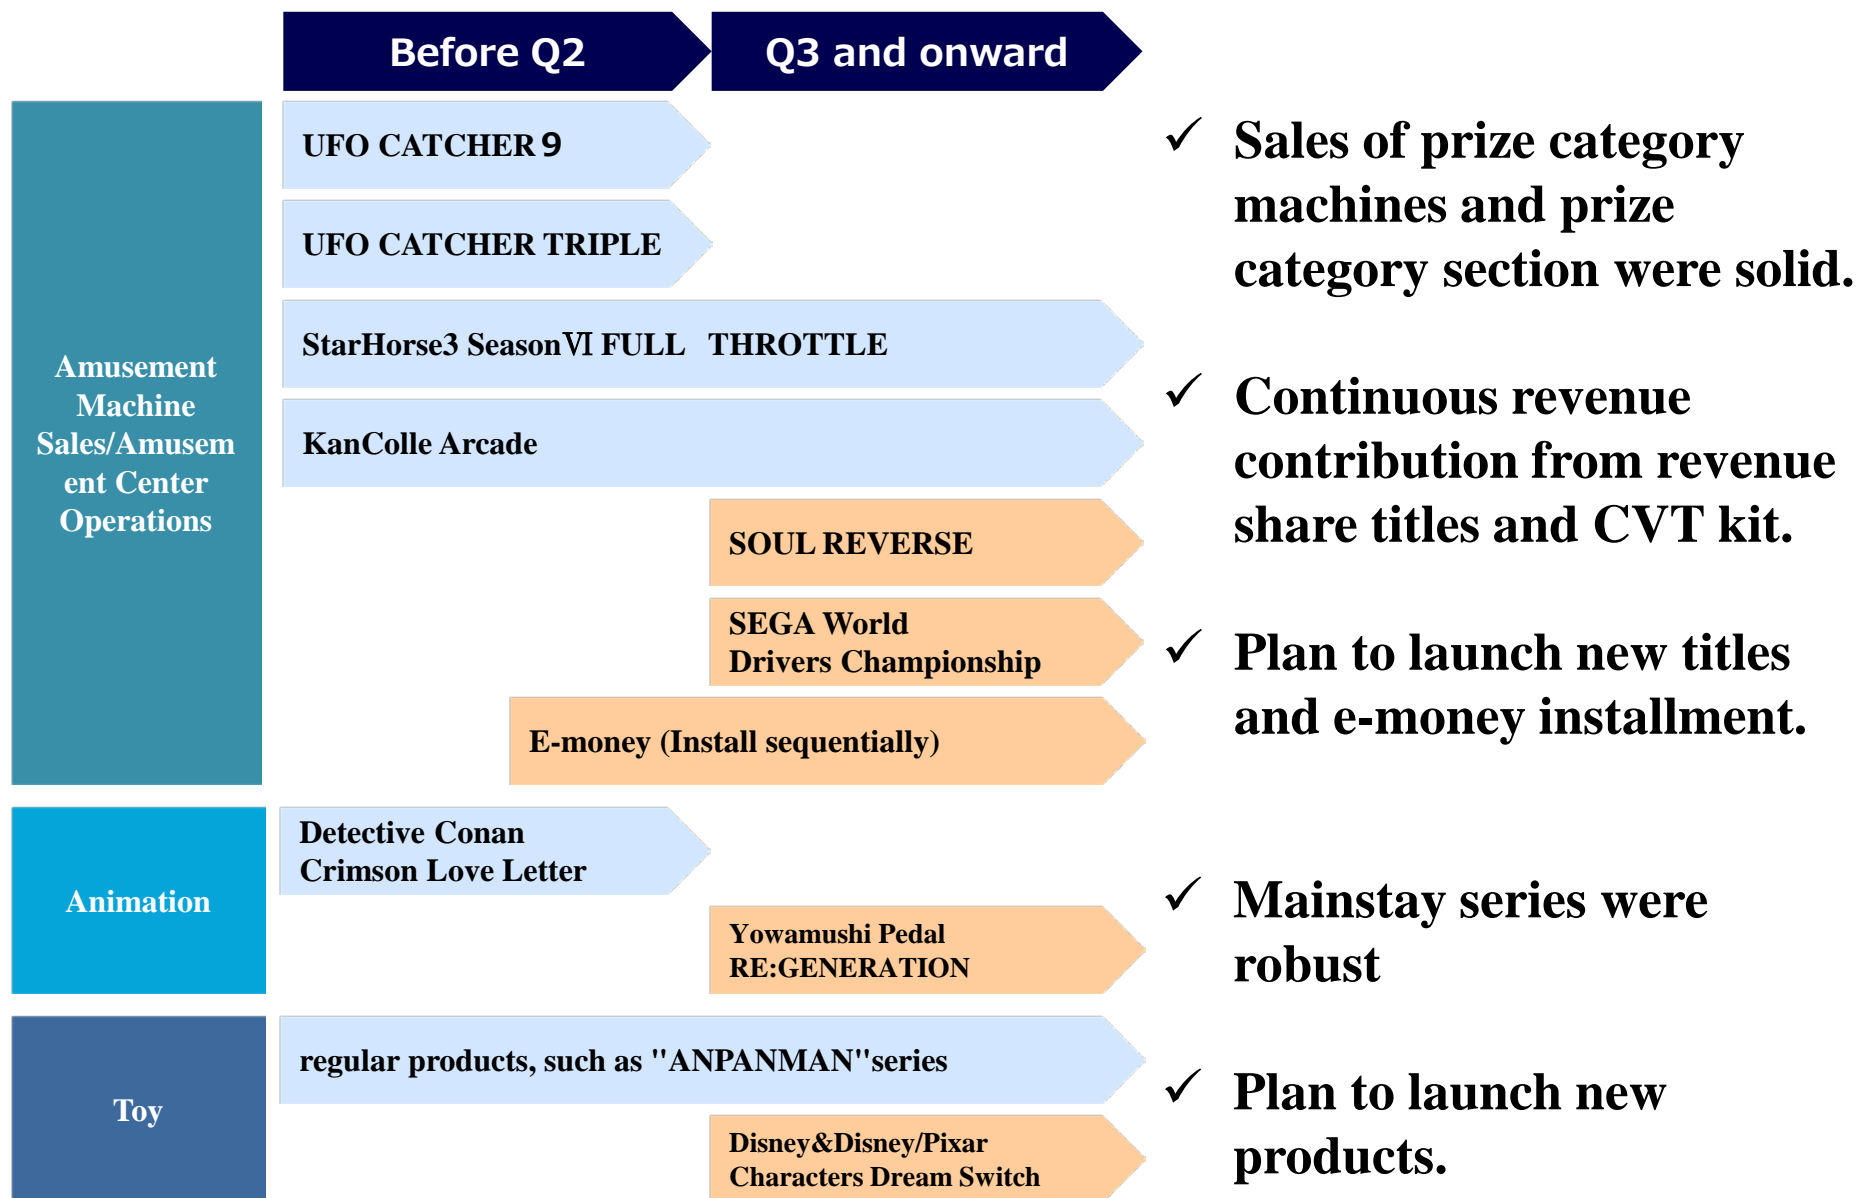 Before Q2
Q3 and onward
Amusement
Machine
Sales/Amusem
ent Center
Operations
UFO CATCHER 9
UFO CATCHER TRIPLE
StarHorse3 SeasonⅥ FULL THROTTLE
KanColle Arcade
SOUL REVERSE
SEGA World
Drivers Championship
E-money (Install sequentially)
✓ Sales of prize category
machines and prize
category section were solid.
✓ Continuous revenue
contribution from revenue
share titles and CVT kit.
✓ Plan to launch new titles
and e-money installment.
Animation
Detective Conan
Crimson Love Letter
Yowamushi Pedal
RE:GENERATION
✓ Mainstay series were
robust
Toy
regular products, such as "ANPANMAN"series
Disney&Disney/Pixar
Characters Dream Switch
✓ Plan to launch new
products.